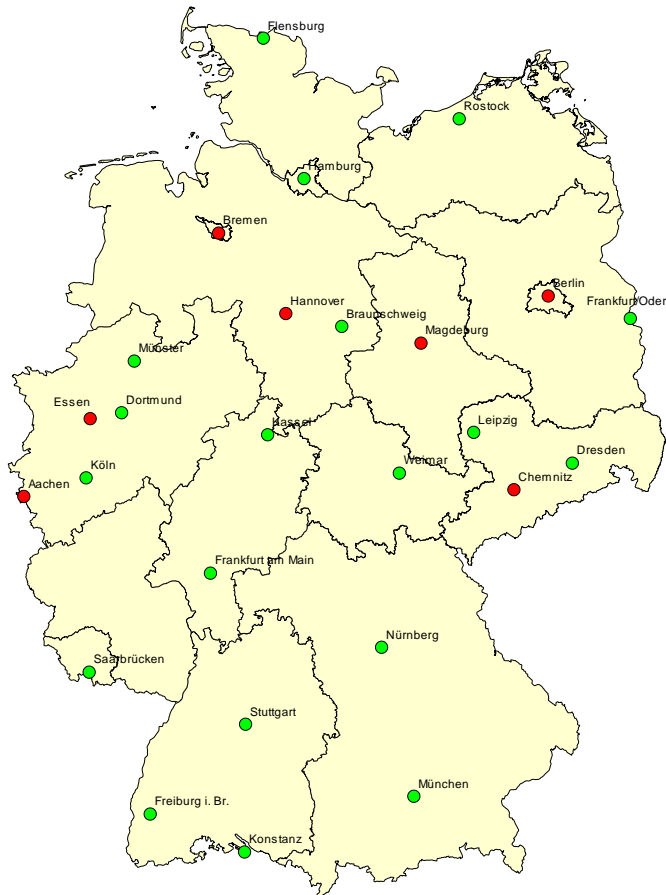 Flensburg
Rostock
Hamburg
Bremen
Berlin
Hannover
Frankfurt/Oder
Braunschweig
Magdeburg
Münster
Essen
Dortmund
Kassel
Leipzig
Dresden
Köln
Weimar
Aachen
Chemnitz
Frankfurt am Main
Nürnberg
Saarbrücken
Stuttgart
München
Freiburg i. Br.
Konstanz